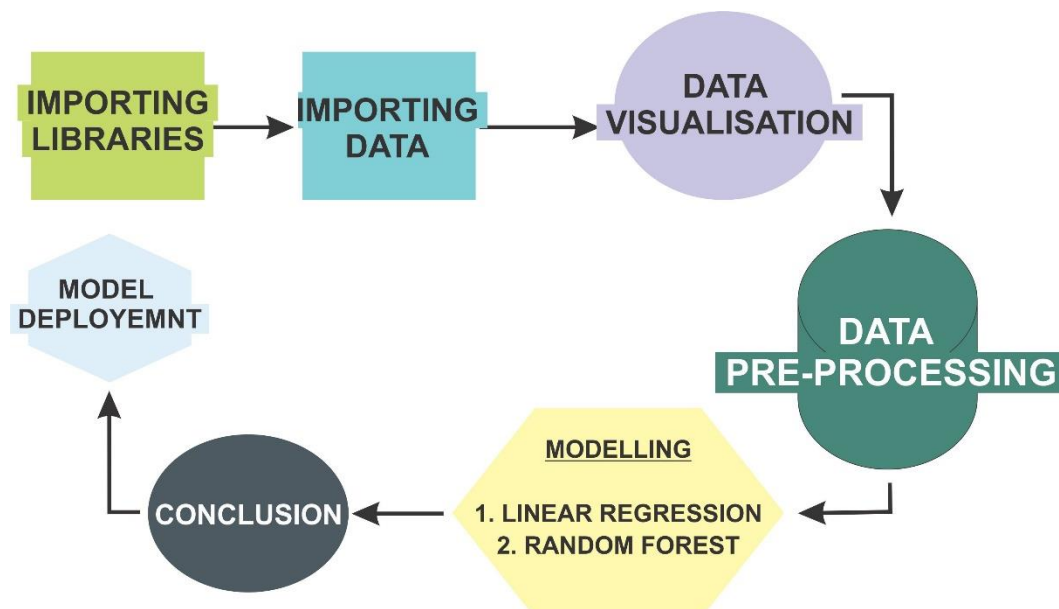 IMPORTING
LIBRARIES
IMPORTING
DATA
DATA
VISUALISATION
DATA
PRE-PROCESSING
MODELLING
1. LINEAR REGRESSION
2. RANDOM FOREST
CONCLUSION
MODEL
DEPLOYEMNT